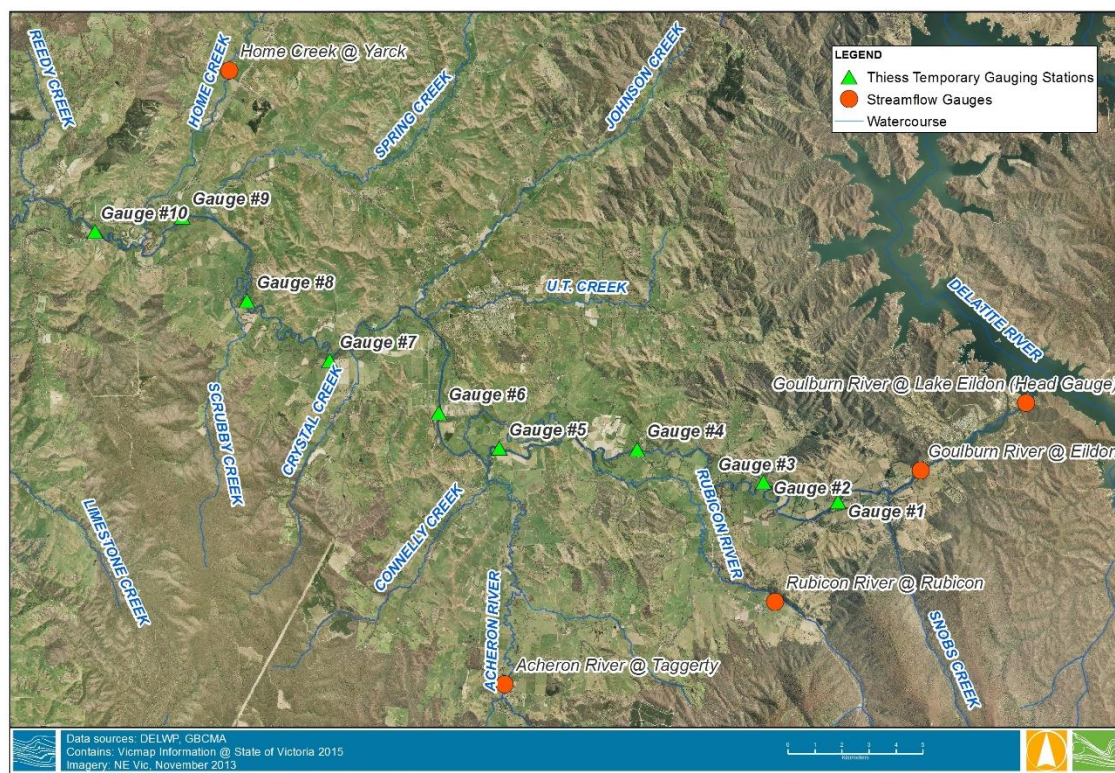 LEGEND
Thiess Temporary Gauging Stations
Streamflow Gauges
Watercourse
REEDY CREEK
HOME CREEK
Home Creek @ Yarck
SPRING CREEK
JOHNSON CREEK
Gauge #10
Gauge #9
Gauge #8
U.T. CREEK
DELATITE RIVER
Gauge #7
Goulburn River @ Lake Eildon (Head Gauge)
SCRUBBY CREEK
CRYSTAL CREEK
Gauge #6
Gauge #5
Gauge #4
Goulburn River @ Eildon
Gauge #3
Gauge #2
Gauge #1
LIMESTONE CREEK
CONNELLY CREEK
RUBICON RIVER
Rubicon River @ Rubicon
SNOBS CREEK
ACHERON RIVER
Acheron River @ Taggerty
Data sources: DELWP, GBCMA
Contains: Vicmap Information @ State of Victoria 2015
Imagery: NE Vic, November 2013